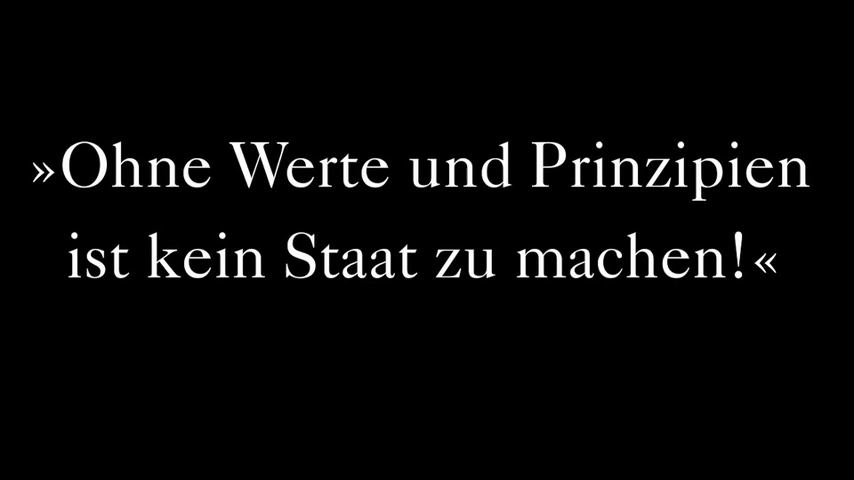 »Ohne Werte und Prinzipien
ist kein Staat zu machen!«